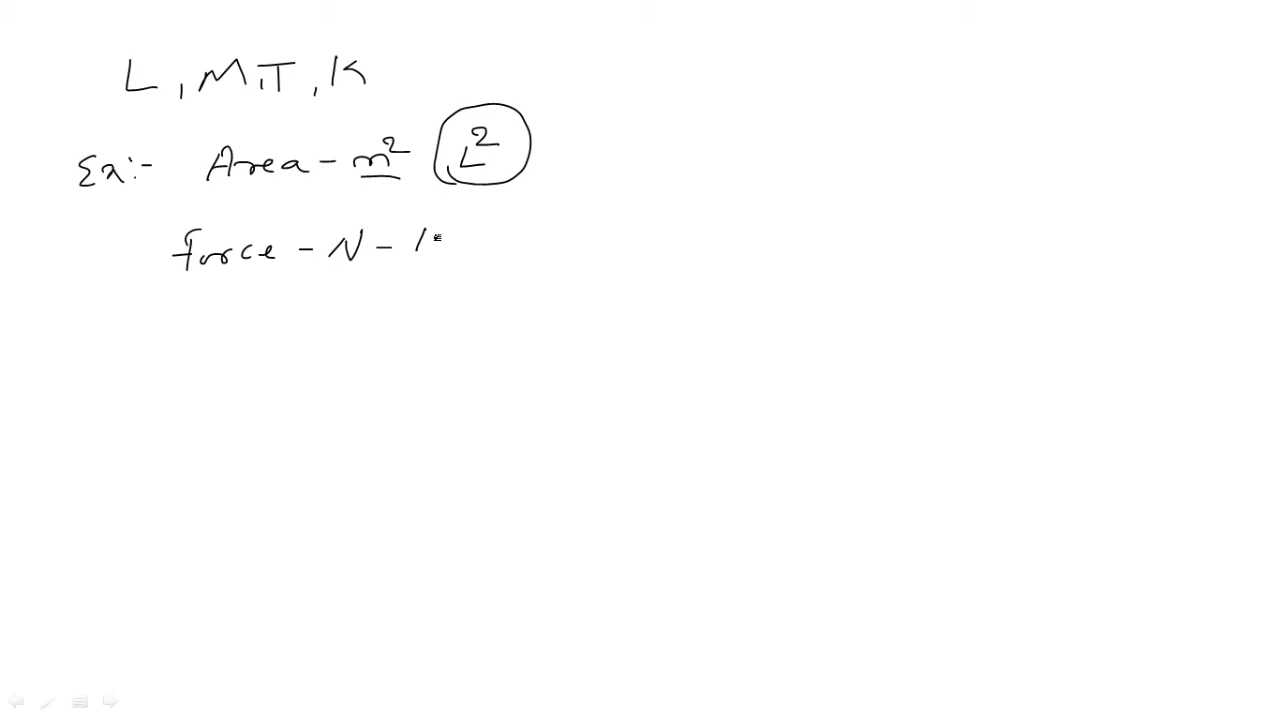 L, M, T, K
Ex:- Area - m² L²
Force - N -